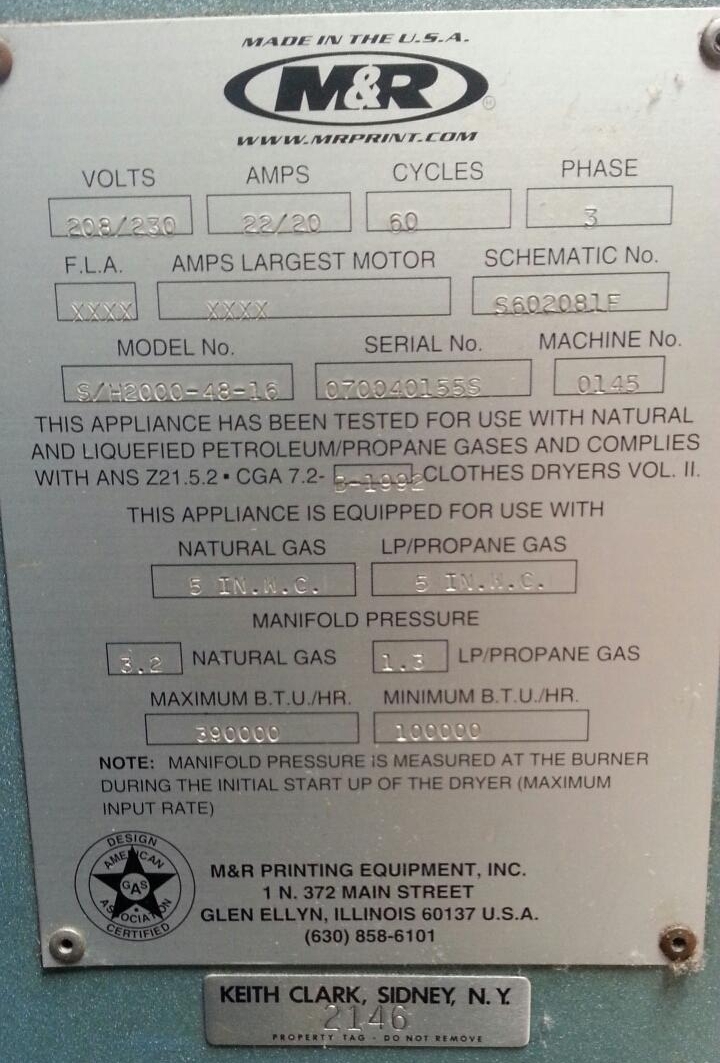 MADE IN THE U.S.A.
M&R®
WWW.MRPRINT.COM
VOLTS AMPS CYCLES PHASE
208/230 22/20 60 3
F.L.A. AMPS LARGEST MOTOR SCHEMATIC No.
XXXX XXXX S602081F
MODEL No. SERIAL No. MACHINE No.
S/H2000-48-16 070040155S 0145
THIS APPLIANCE HAS BEEN TESTED FOR USE WITH NATURAL
AND LIQUEFIED PETROLEUM/PROPANE GASES AND COMPLIES
WITH ANS Z21.5.2 • CGA 7.2- B-1992 CLOTHES DRYERS VOL. II.
THIS APPLIANCE IS EQUIPPED FOR USE WITH
NATURAL GAS LP/PROPANE GAS
5 IN.W.C. 5 IN.W.C.
MANIFOLD PRESSURE
3.2 NATURAL GAS 1.3 LP/PROPANE GAS
MAXIMUM B.T.U./HR. MINIMUM B.T.U./HR.
390000 100000
NOTE: MANIFOLD PRESSURE IS MEASURED AT THE BURNER
DURING THE INITIAL START UP OF THE DRYER (MAXIMUM
INPUT RATE)
DESIGN
AMERICAN
GAS
ASSOCIATION
CERTIFIED
M&R PRINTING EQUIPMENT, INC.
1 N. 372 MAIN STREET
GLEN ELLYN, ILLINOIS 60137 U.S.A.
(630) 858-6101
KEITH CLARK, SIDNEY, N.Y.
2146
PROPERTY TAG - DO NOT REMOVE